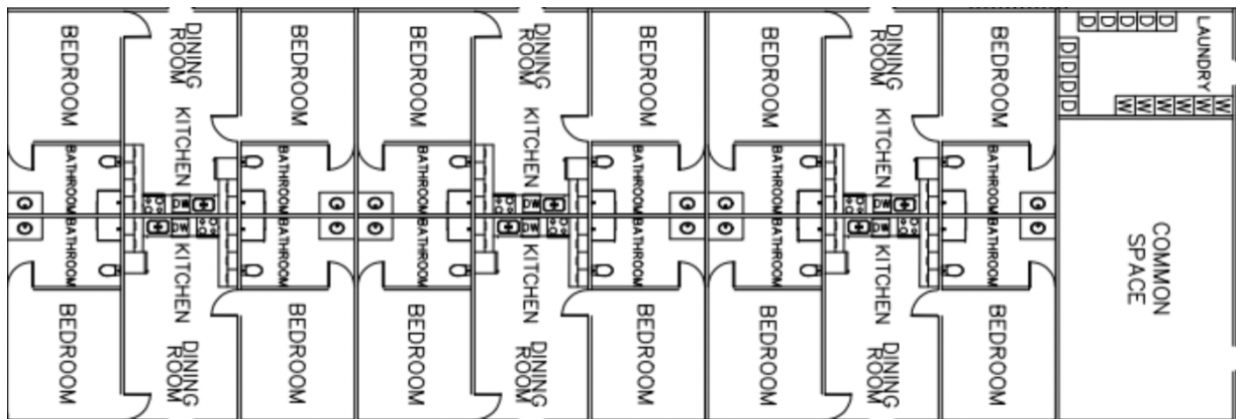 BEDROOM
DINING
ROOM
BEDROOM
BEDROOM
DINING
ROOM
BEDROOM
BEDROOM
DINING
ROOM
BEDROOM
D D D D D
LAUNDRY
D D D D
W W W W W W
KITCHEN
KITCHEN
KITCHEN
BATHROOM
BATHROOM
BATHROOM
BATHROOM
BATHROOM
BATHROOM
DW
DW
DW
DW
DW
DW
BATHROOM
BATHROOM
BATHROOM
BATHROOM
BATHROOM
BATHROOM
KITCHEN
KITCHEN
KITCHEN
COMMON
SPACE
BEDROOM
DINING
ROOM
BEDROOM
BEDROOM
DINING
ROOM
BEDROOM
BEDROOM
DINING
ROOM
BEDROOM